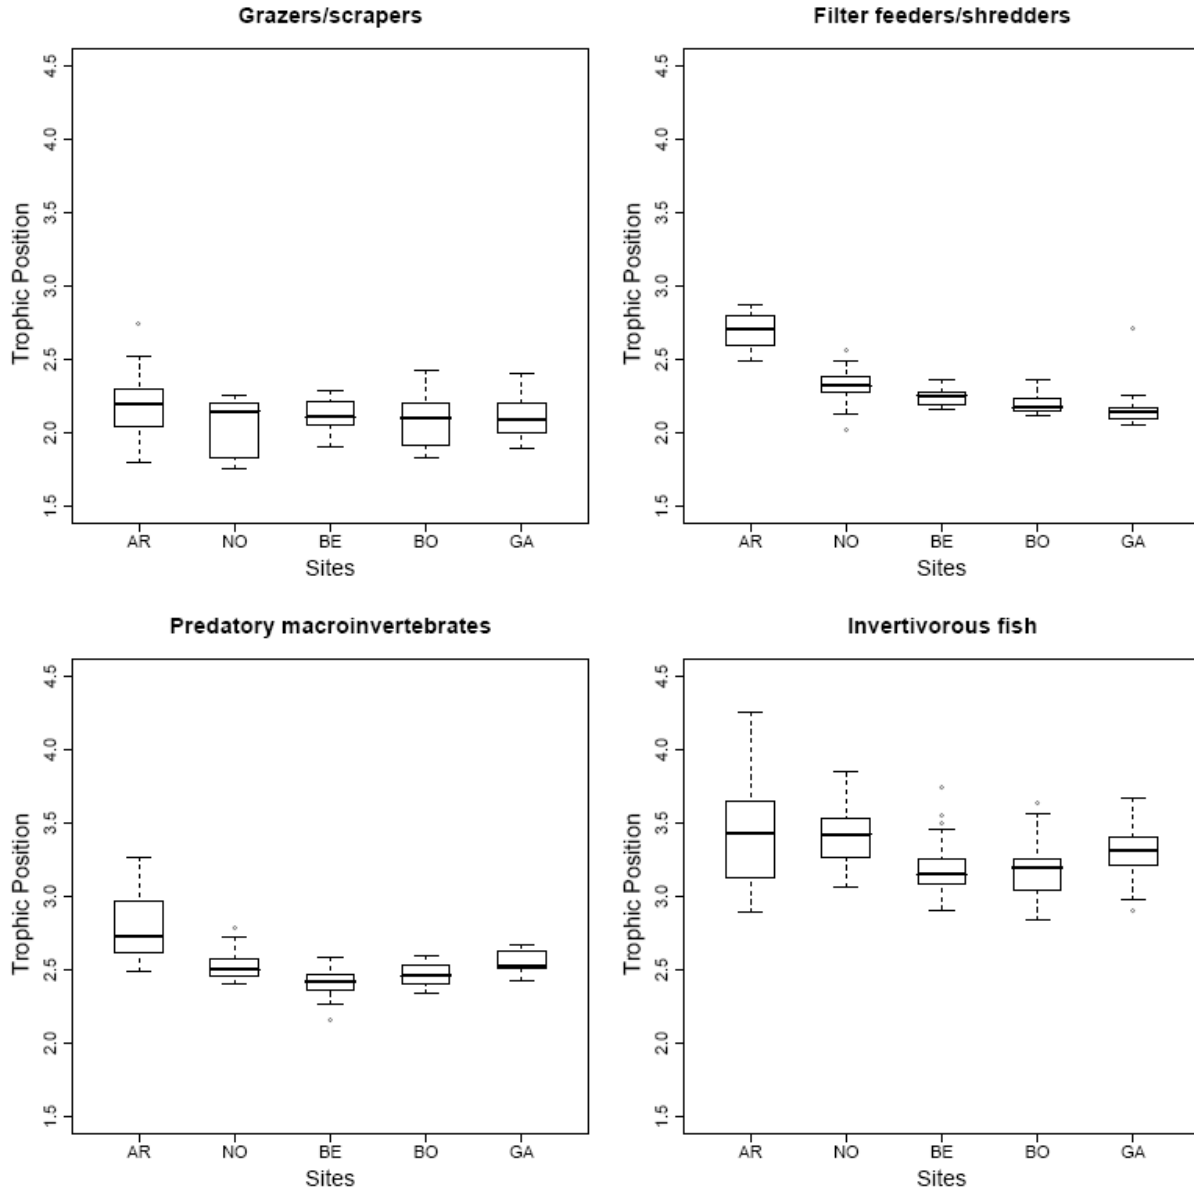 Grazers/scrapers
Trophic Position
4.5
4.0
3.5
3.0
2.5
2.0
1.5
AR NO BE BO GA
Sites
Filter feeders/shredders
Trophic Position
4.5
4.0
3.5
3.0
2.5
2.0
1.5
AR NO BE BO GA
Sites
Predatory macroinvertebrates
Trophic Position
4.5
4.0
3.5
3.0
2.5
2.0
1.5
AR NO BE BO GA
Sites
Invertivorous fish
Trophic Position
4.5
4.0
3.5
3.0
2.5
2.0
1.5
AR NO BE BO GA
Sites